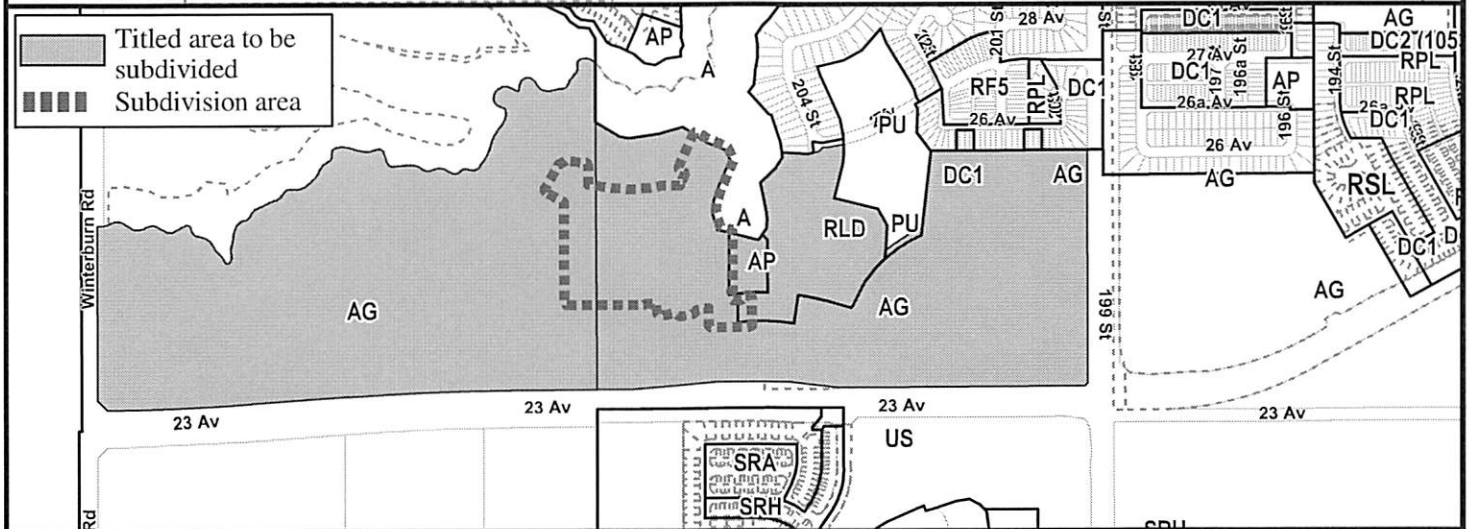 Titled area to be
subdivided
Subdivision area
AP
A
28 Av
201 St
St
DC1
AG
DC2 (105
27 Av
RPL
DC1
197
196a St
AP
194 St
RF5
RPL
DC1
RPL
204 St
26a Av
26a
DC1
PU
26 Av
196 St
26 Av
DC1
AG
AG
RSL
A
RLD
PU
DC1
D
AP
Winterburn Rd
AG
AG
199 St
AG
23 Av
23 Av
23 Av
23 Av
US
SRA
SRH
Rd